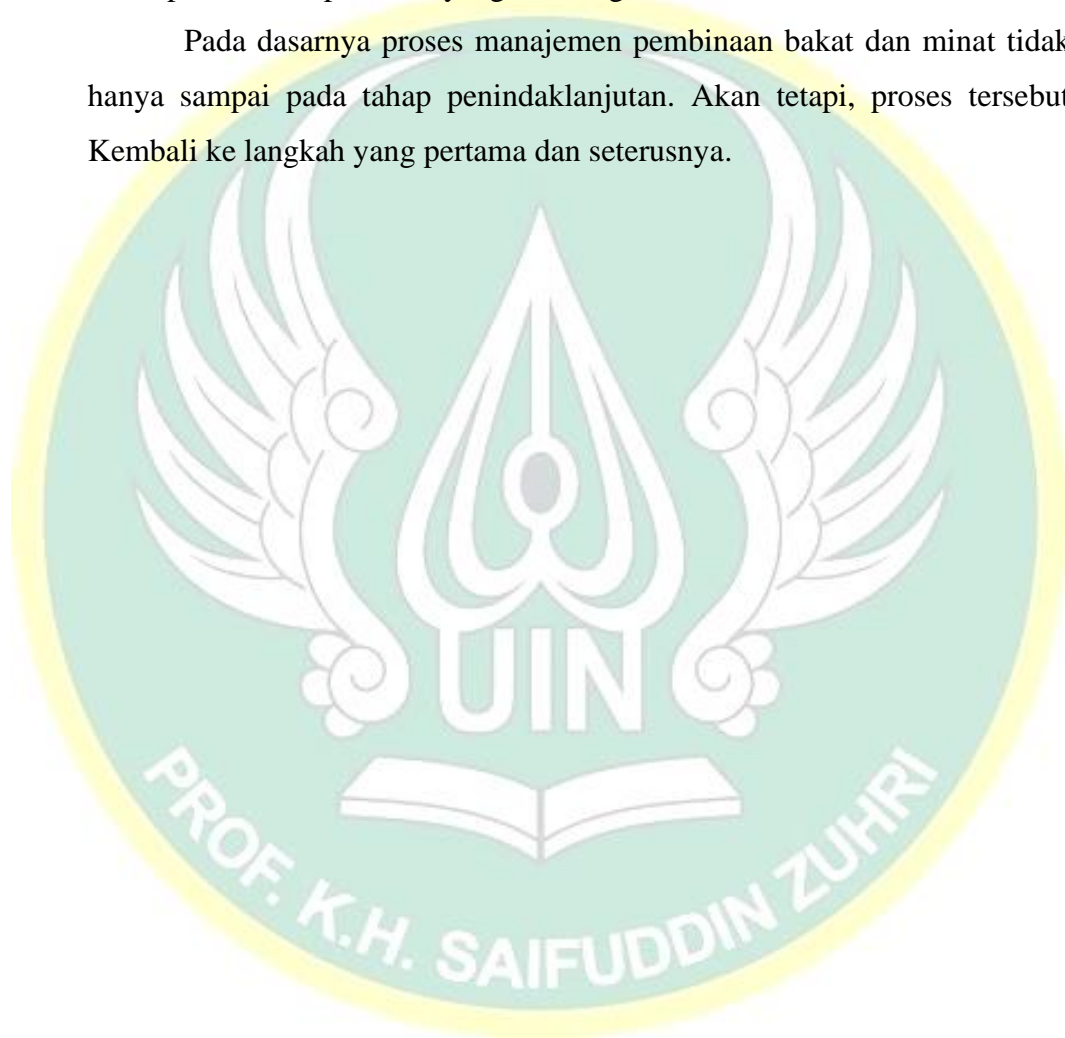 Pada dasarnya proses manajemen pembinaan bakat dan minat tidak
hanya sampai pada tahap penindaklanjutan. Akan tetapi, proses tersebut
Kembali ke langkah yang pertama dan seterusnya.
UIN
PROF. K.H. SAIFUDDIN ZUHRI